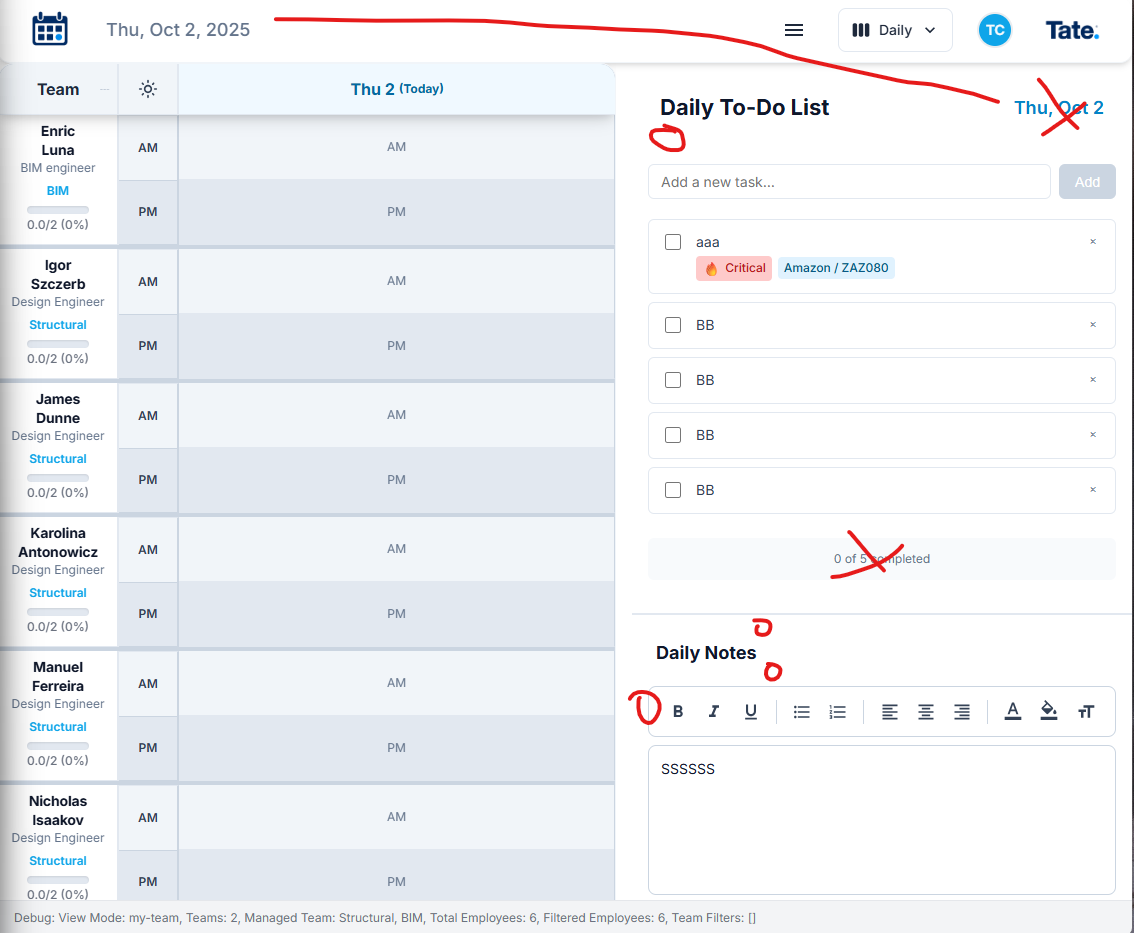 Thu, Oct 2, 2025
Daily
TC
Tate.
Team
Thu 2 (Today)
Enric
Luna
BIM engineer
BIM
0.0/2 (0%)
AM
AM
PM
PM
Igor
Szczerb
Design Engineer
Structural
0.0/2 (0%)
AM
AM
PM
PM
James
Dunne
Design Engineer
Structural
0.0/2 (0%)
AM
AM
PM
PM
Karolina
Antonowicz
Design Engineer
Structural
0.0/2 (0%)
AM
AM
PM
PM
Manuel
Ferreira
Design Engineer
Structural
0.0/2 (0%)
AM
AM
PM
PM
Nicholas
Isaakov
Design Engineer
Structural
0.0/2 (0%)
AM
AM
PM
PM
Daily To-Do List
Thu, Oct 2
Add a new task...
Add
aaa
🔥 Critical
Amazon / ZAZ080
BB
BB
BB
BB
0 of 5 completed
Daily Notes
B I U A TT
SSSSSS
Debug: View Mode: my-team, Teams: 2, Managed Team: Structural, BIM, Total Employees: 6, Filtered Employees: 6, Team Filters: []